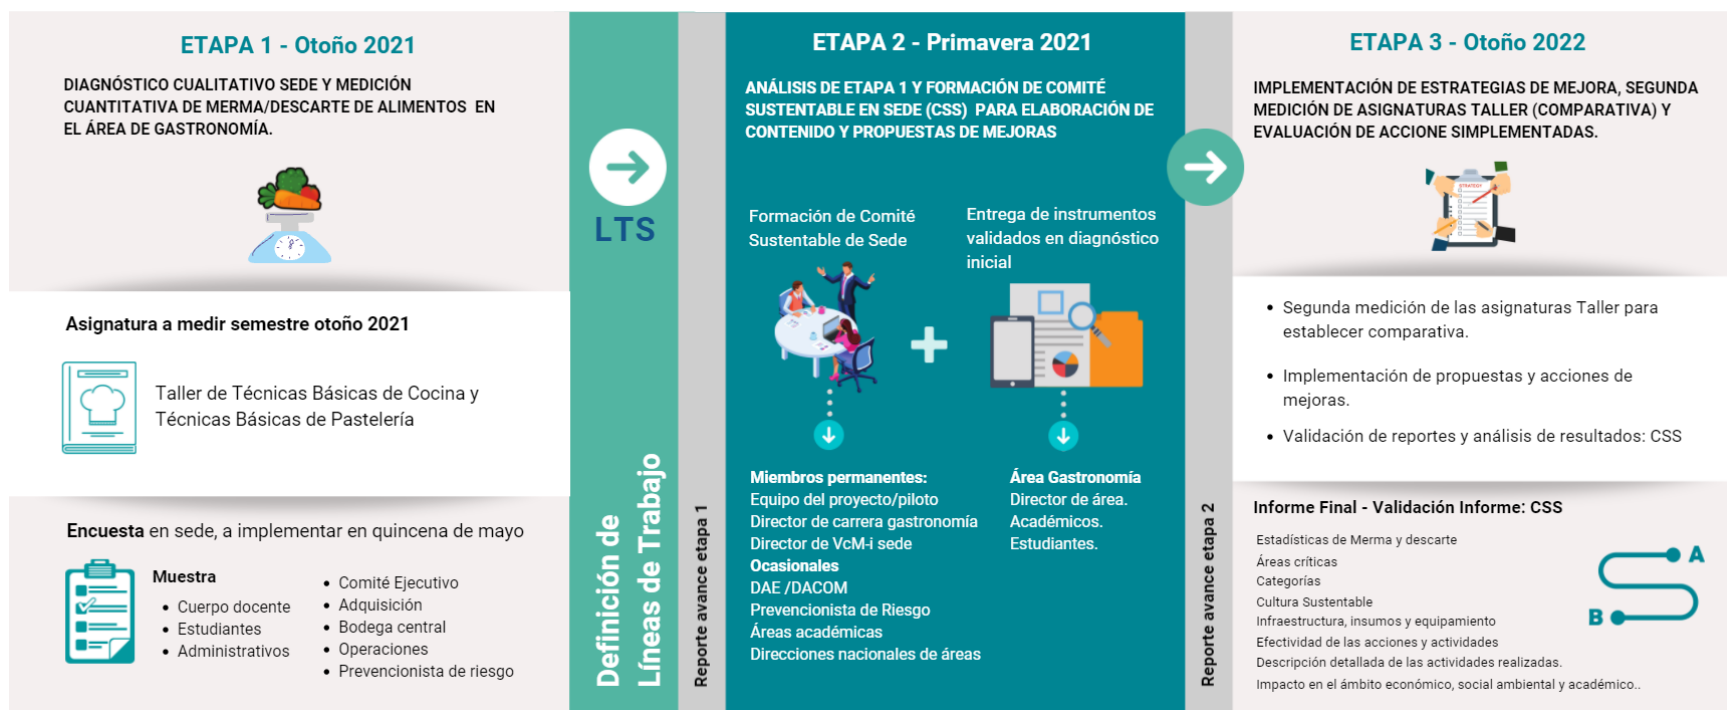 ETAPA 1 - Otoño 2021
DIAGNÓSTICO CUALITATIVO SEDE Y MEDICIÓN
CUANTITATIVA DE MERMA/DESCARTE DE ALIMENTOS EN
EL ÁREA DE GASTRONOMÍA.
Asignatura a medir semestre otoño 2021
Taller de Técnicas Básicas de Cocina y
Técnicas Básicas de Pastelería
Encuesta en sede, a implementar en quincena de mayo
Muestra
• Cuerpo docente
• Estudiantes
• Administrativos
• Comité Ejecutivo
• Adquisición
• Bodega central
• Operaciones
• Prevencionista de riesgo
LTS
Definición de
Líneas de Trabajo
Reporte avance etapa 1
ETAPA 2 - Primavera 2021
ANÁLISIS DE ETAPA 1 Y FORMACIÓN DE COMITÉ
SUSTENTABLE EN SEDE (CSS) PARA ELABORACIÓN DE
CONTENIDO Y PROPUESTAS DE MEJORAS
Formación de Comité
Sustentable de Sede
Entrega de instrumentos
validados en diagnóstico
inicial
Miembros permanentes:
Equipo del proyecto/piloto
Director de carrera gastronomía
Director de VcM-i sede
Ocasionales
DAE /DACOM
Prevencionista de Riesgo
Áreas académicas
Direcciones nacionales de áreas
Área Gastronomía
Director de área.
Académicos.
Estudiantes.
Reporte avance etapa 2
ETAPA 3 - Otoño 2022
IMPLEMENTACIÓN DE ESTRATEGIAS DE MEJORA, SEGUNDA
MEDICIÓN DE ASIGNATURAS TALLER (COMPARATIVA) Y
EVALUACIÓN DE ACCIONE SIMPLEMENTADAS.
STRATEGY
• Segunda medición de las asignaturas Taller para
establecer comparativa.
• Implementación de propuestas y acciones de
mejoras.
• Validación de reportes y análisis de resultados: CSS
Informe Final - Validación Informe: CSS
Estadísticas de Merma y descarte
Áreas críticas
Categorías
Cultura Sustentable
Infraestructura, insumos y equipamiento
Efectividad de las acciones y actividades
Descripción detallada de las actividades realizadas.
Impacto en el ámbito económico, social ambiental y académico..
A
B